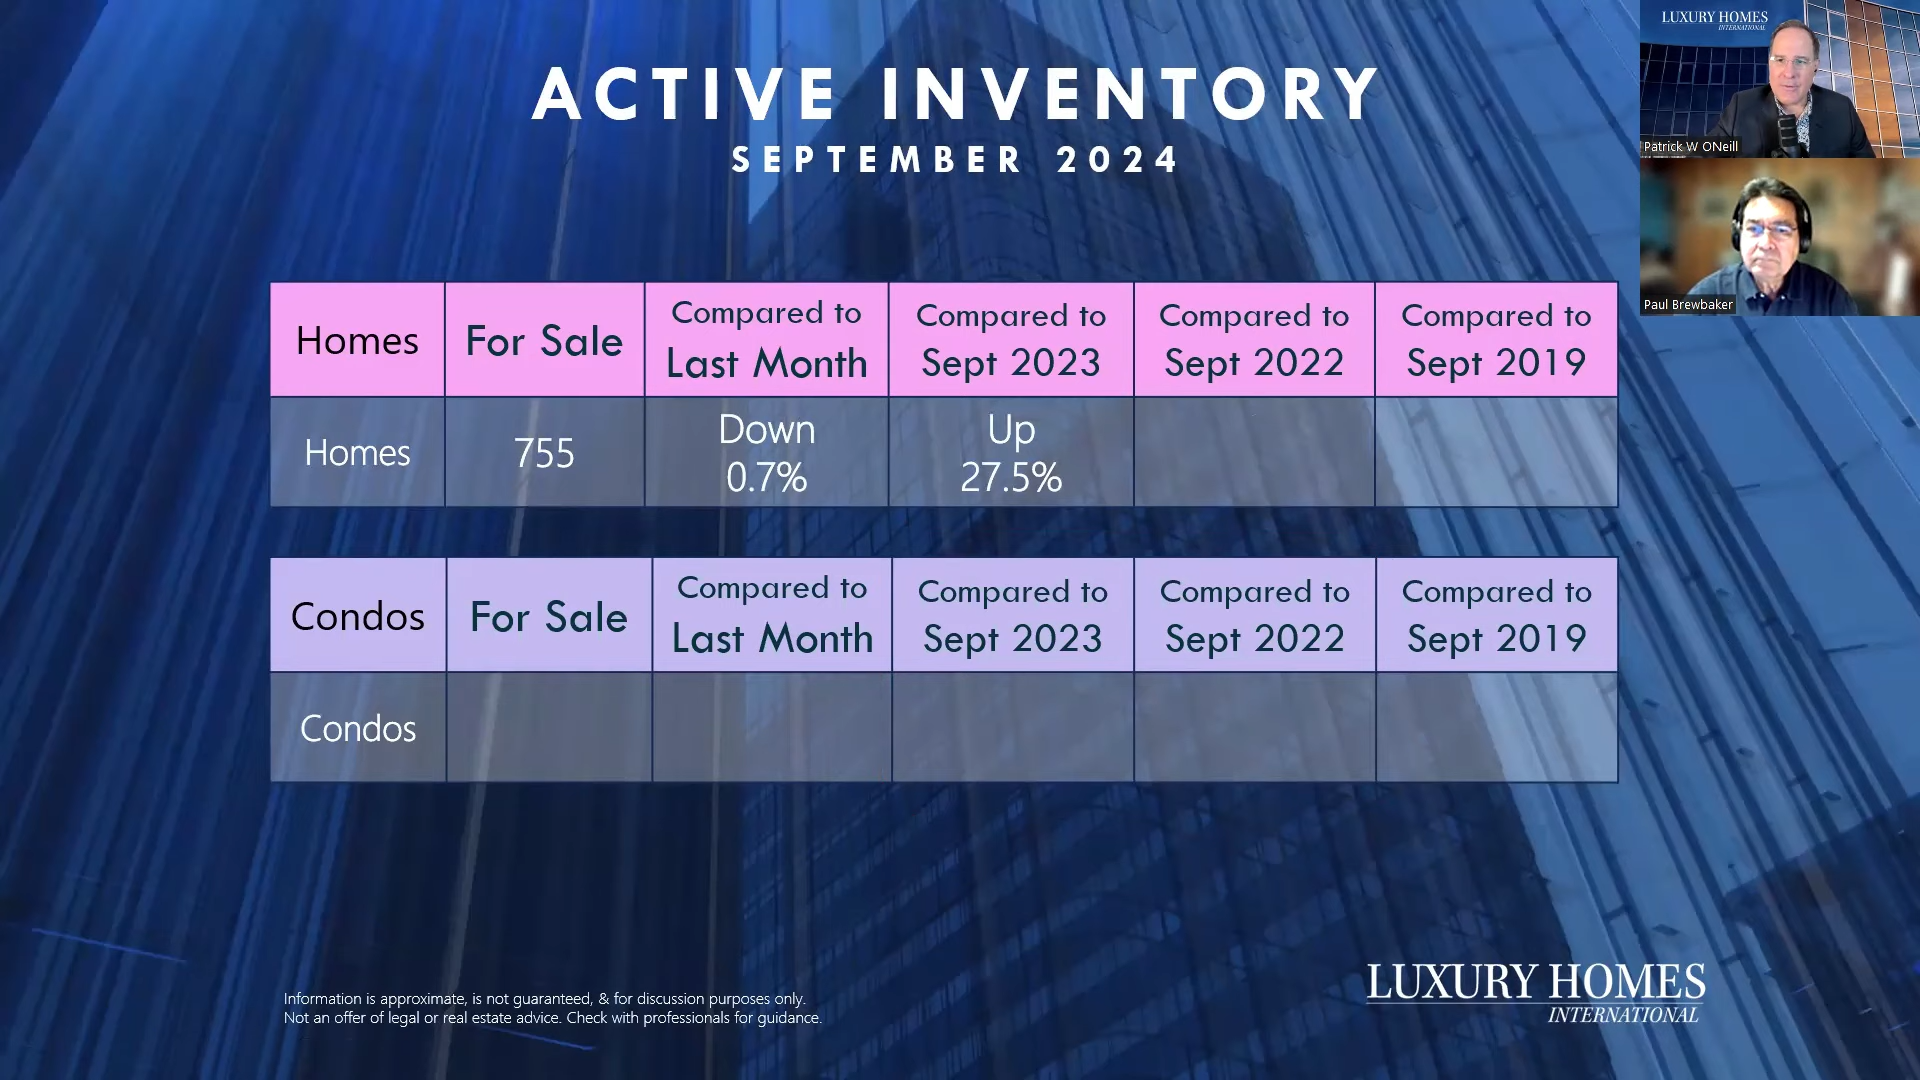 ACTIVE INVENTORY
SEPTEMBER 2024
LUXURY HOMES
INTERNATIONAL
Patrick W ONeill
Paul Brewbaker
Homes
For Sale
Compared to
Last Month
Compared to
Sept 2023
Compared to
Sept 2022
Compared to
Sept 2019
Homes
755
Down
0.7%
Up
27.5%
Condos
For Sale
Compared to
Last Month
Compared to
Sept 2023
Compared to
Sept 2022
Compared to
Sept 2019
Condos
Information is approximate, is not guaranteed, & for discussion purposes only.
Not an offer of legal or real estate advice. Check with professionals for guidance.
LUXURY HOMES
INTERNATIONAL